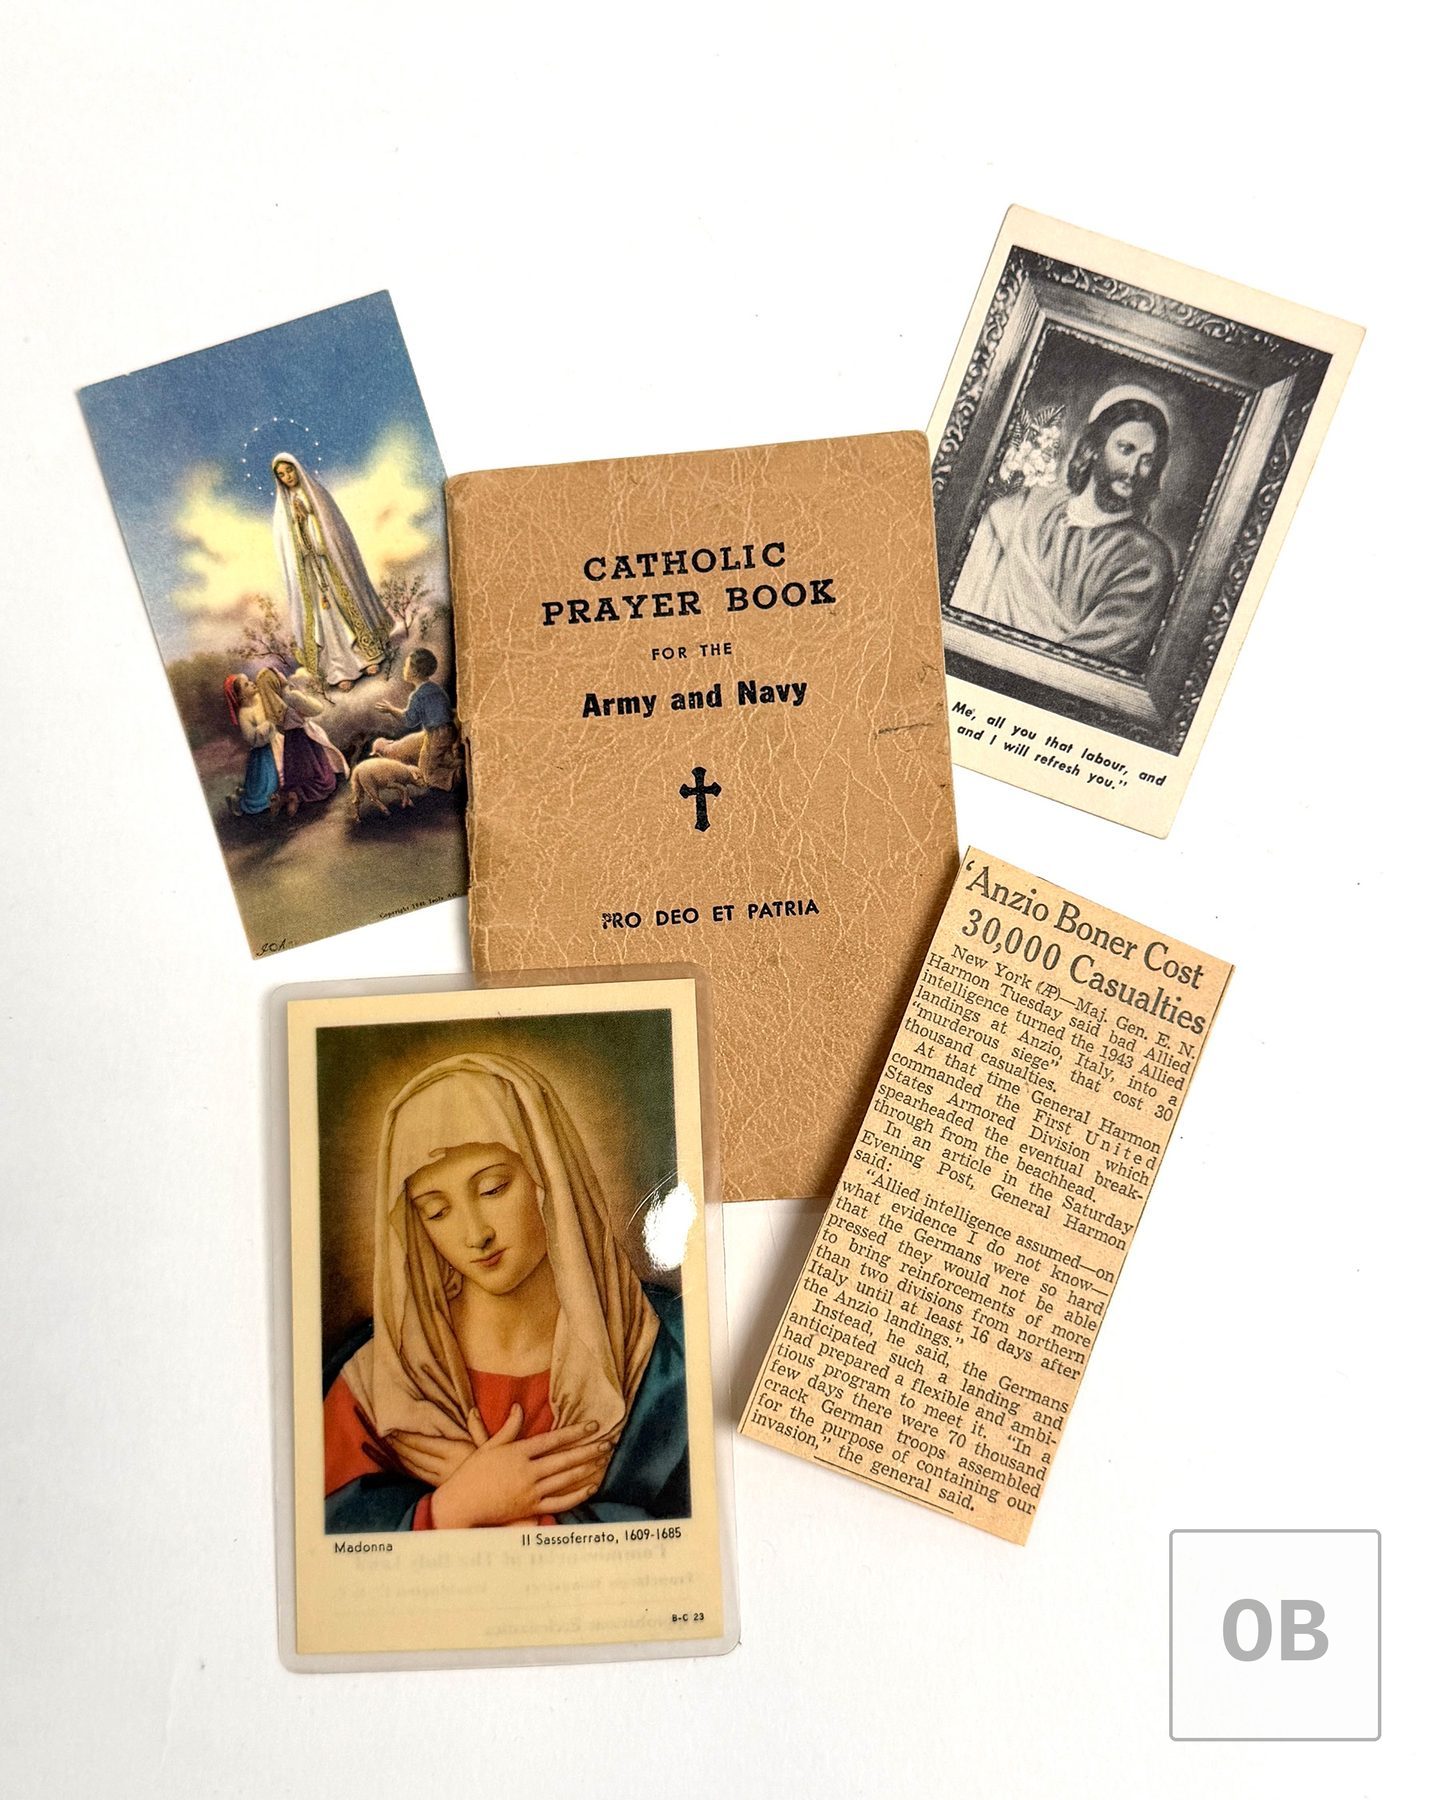 CATHOLIC
PRAYER BOOK
FOR THE
Army and Navy
PRO DEO ET PATRIA
Copyright
Me, all you that labour, and
and I will refresh you."
'Anzio Boner Cost
30,000 Casualties
New York (AP)—Maj. Gen. E. N.
Harmon Tuesday said bad Allied
intelligence turned the 1943 Allied
landings at Anzio, Italy, into a
"murderous siege" that cost 30
thousand casualties.
At that time General Harmon
commanded the First United
States Armored Division which
spearheaded the eventual break-
through from the beachhead.
In an article in the Saturday
Evening Post, General Harmon
said:
"Allied intelligence assumed—on
what evidence I do not know—
that the Germans were so hard
pressed they would not be able
to bring reinforcements of more
than two divisions from northern
Italy until at least 16 days after
the Anzio landings."
Instead, he said, the Germans
anticipated such a landing and
had prepared a flexible and ambi-
tious program to meet it. "In a
few days there were 70 thousand
crack German troops assembled
for the purpose of containing our
invasion," the general said.
Madonna Il Sassoferrato, 1609-1685
B-C 23
OB